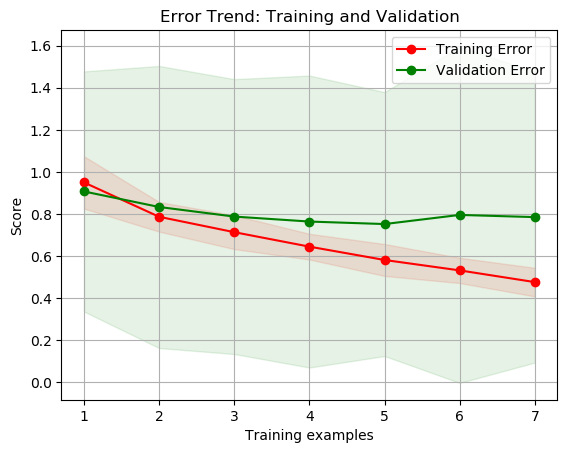 Error Trend: Training and Validation
Training Error
Validation Error
1.6
1.4
1.2
1.0
0.8
0.6
0.4
0.2
0.0
Score
1 2 3 4 5 6 7
Training examples